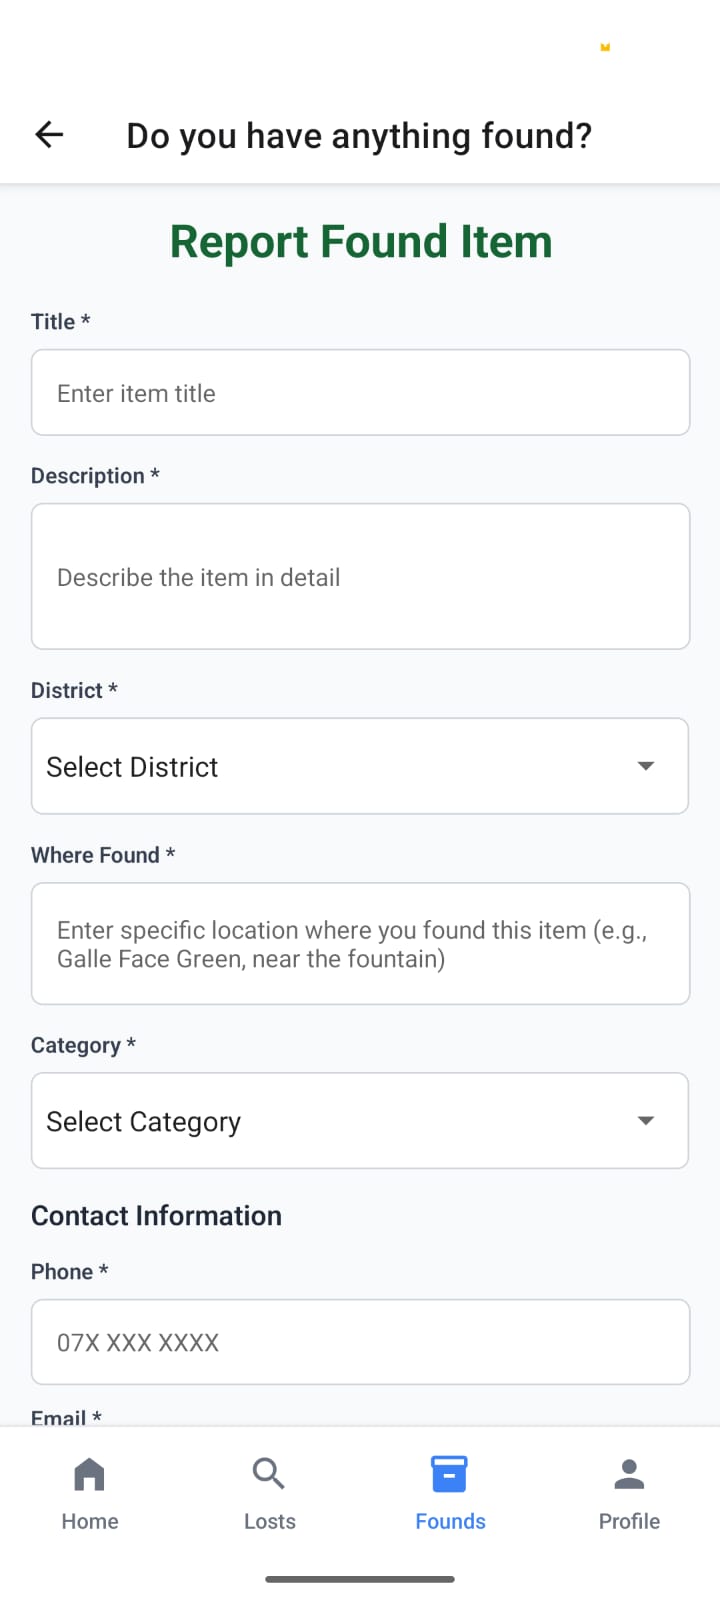 Do you have anything found?
Report Found Item
Title *
Enter item title
Description *
Describe the item in detail
District *
Select District
Where Found *
Enter specific location where you found this item (e.g.,
Galle Face Green, near the fountain)
Category *
Select Category
Contact Information
Phone *
07X XXX XXXX
Email *
Home
Losts
Founds
Profile